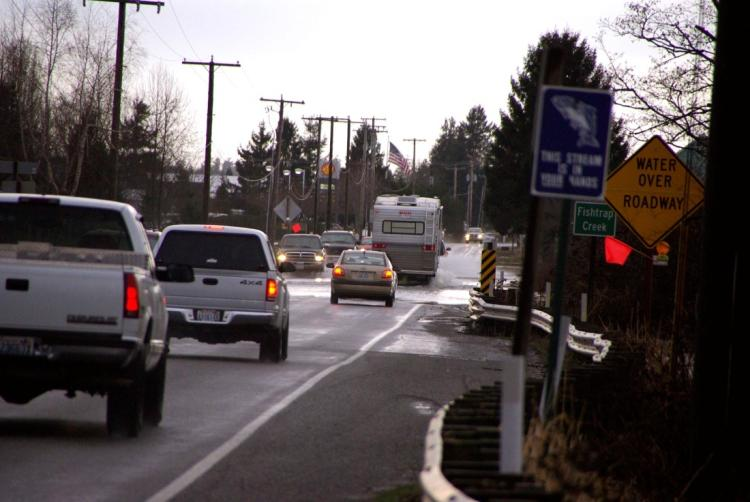 THIS STREAM
IS IN
YOUR HANDS
Fishtrap
Creek
WATER
OVER
ROADWAY
4x4